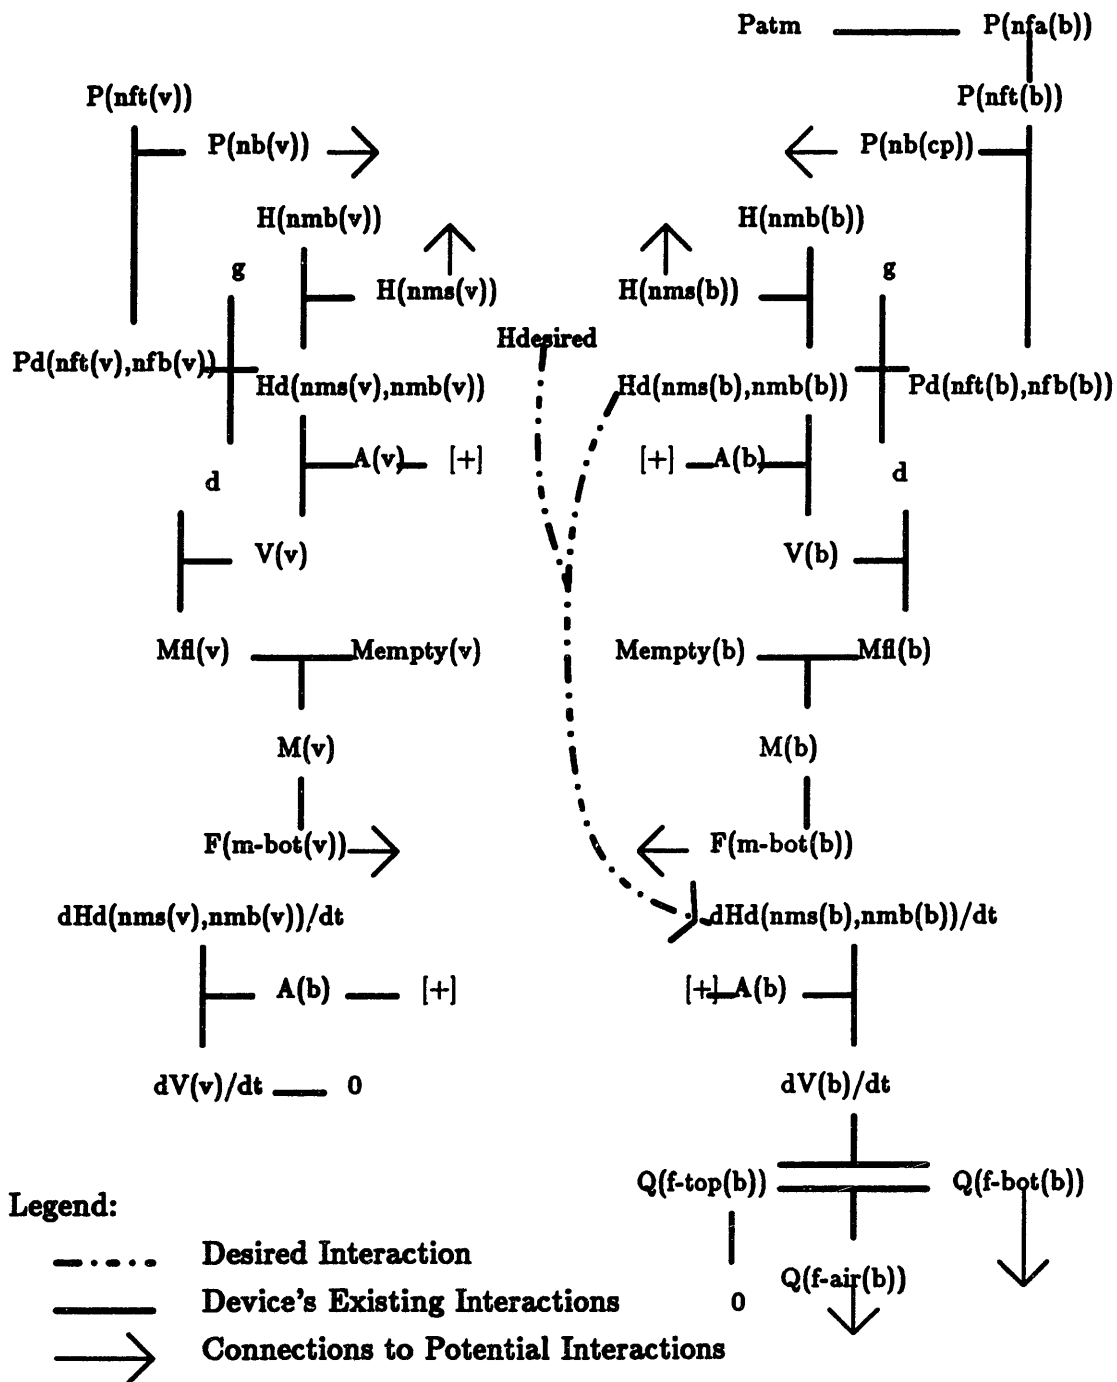 Patm P(nfa(b))
P(nft(v)) P(nft(b))
P(nb(v)) P(nb(cp))
H(nmb(v)) H(nmb(b))
g g
H(nms(v)) H(nms(b))
Hdesired
Pd(nft(v),nfb(v)) Hd(nms(v),nmb(v)) Hd(nms(b),nmb(b)) Pd(nft(b),nfb(b))
A(v) [+] [+] A(b)
d d
V(v) V(b)
Mfl(v) Mempty(v) Mempty(b) Mfl(b)
M(v) M(b)
F(m-bot(v)) F(m-bot(b))
dHd(nms(v),nmb(v))/dt dHd(nms(b),nmb(b))/dt
A(b) [+] [+] A(b)
dV(v)/dt 0 dV(b)/dt
Q(f-top(b)) Q(f-bot(b))
Q(f-air(b))
0
Legend:
Desired Interaction
Device's Existing Interactions
Connections to Potential Interactions